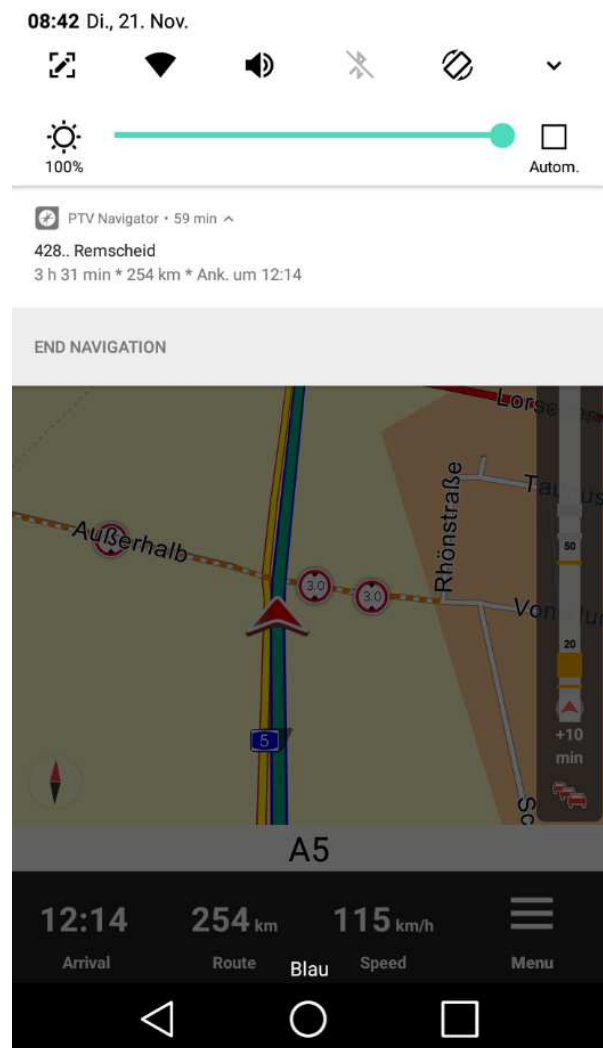 08:42 Di., 21. Nov.
100%
Autom.
PTV Navigator • 59 min
428.. Remscheid
3 h 31 min * 254 km * Ank. um 12:14
END NAVIGATION
Außerhalb
3.0
3.0
Rhönstraße
50
20
+10
min
5
A5
12:14
Arrival
254 km
Route
115 km/h
Speed
Menu
Blau